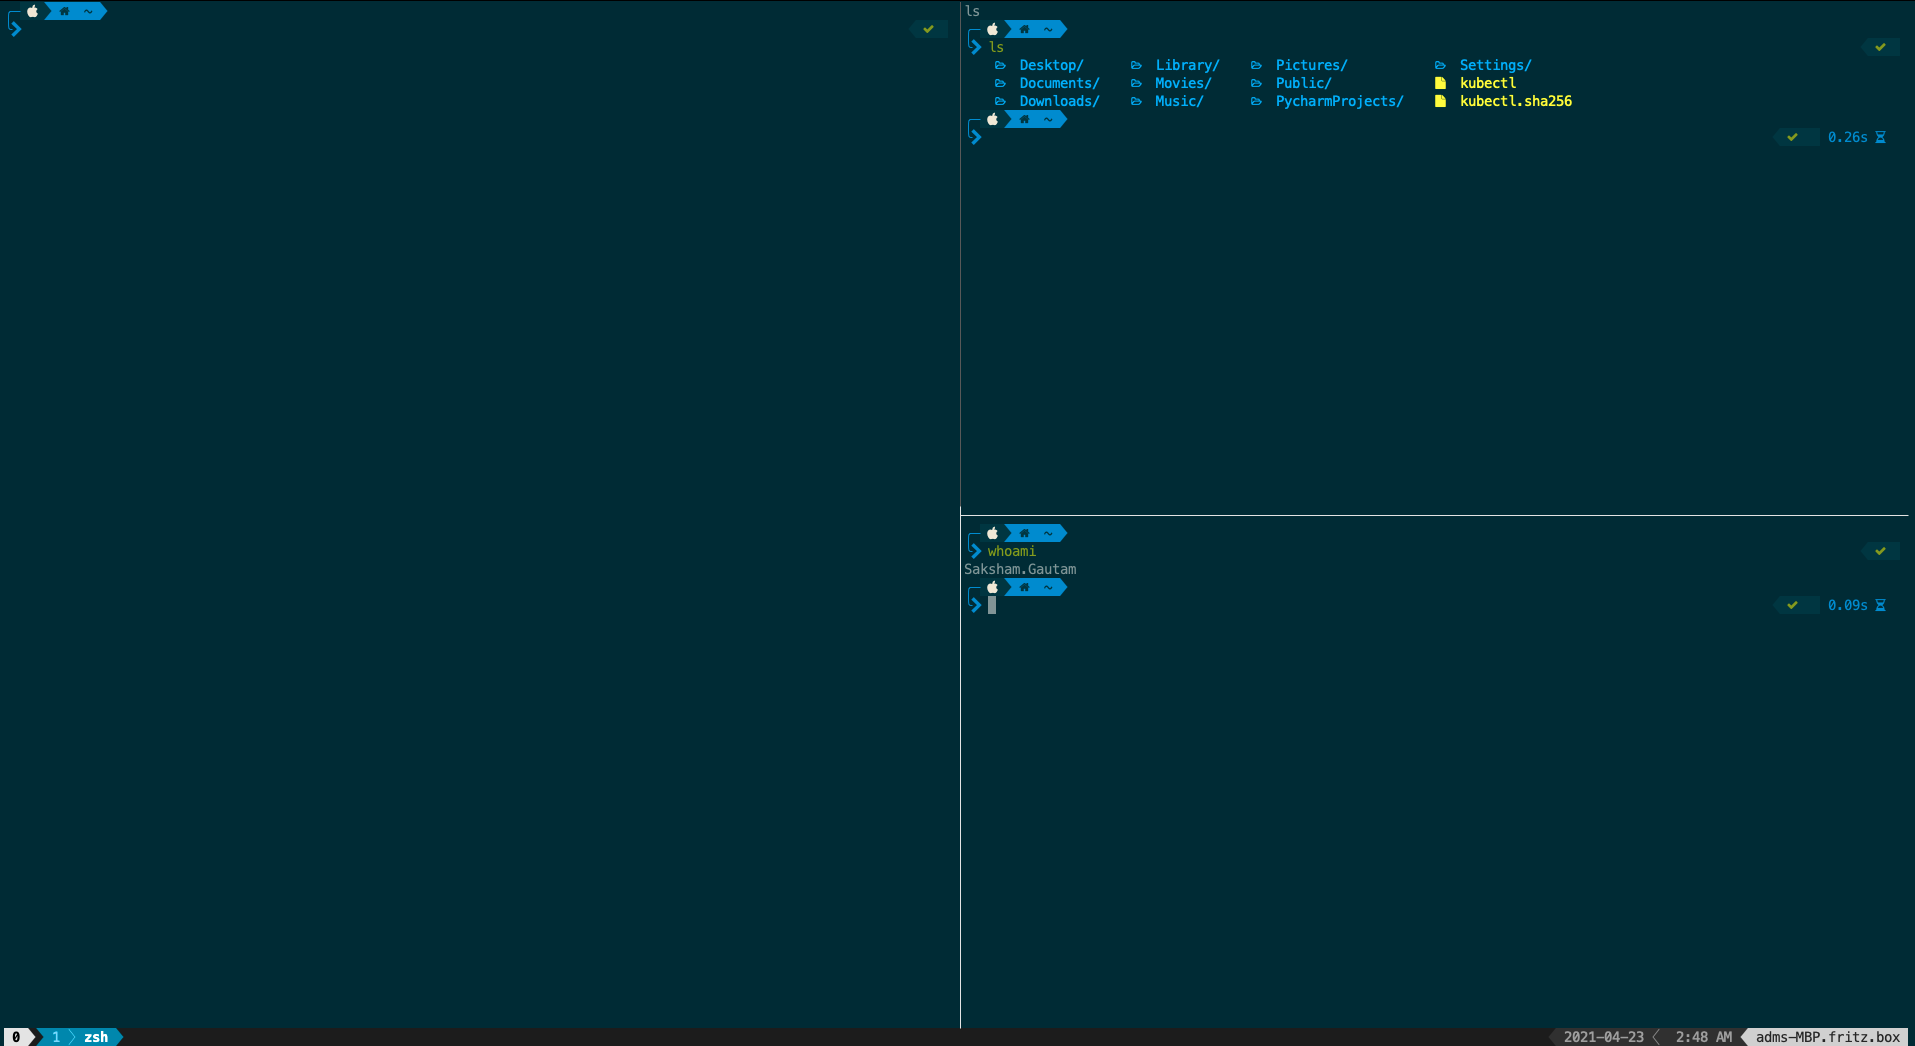 ~
ls
~
ls
Desktop/ Library/ Pictures/ Settings/
Documents/ Movies/ Public/ kubectl
Downloads/ Music/ PycharmProjects/ kubectl.sha256
~
0.26s
~
whoami
Saksham.Gautam
~
0.09s
0 1 zsh 2021-04-23 2:48 AM adms-MBP.fritz.box